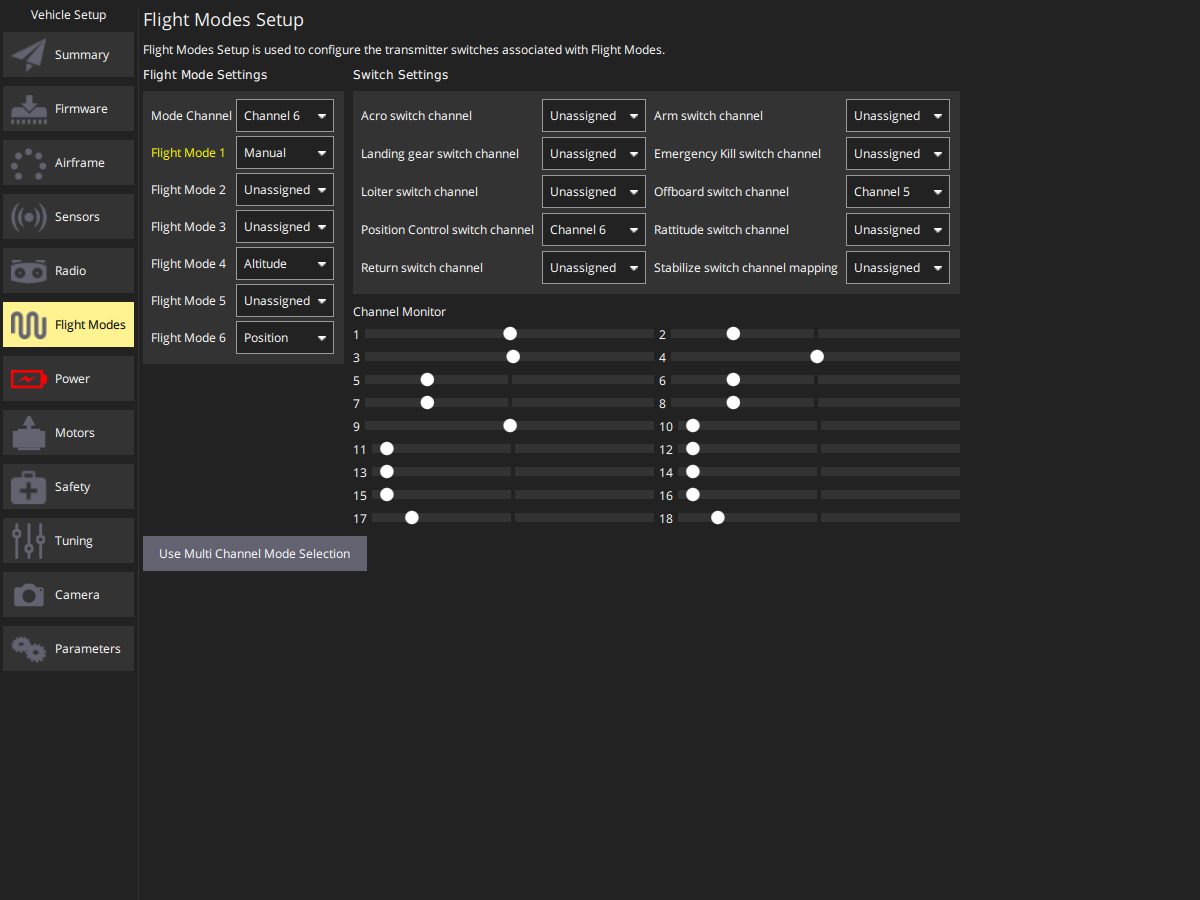 Vehicle Setup
Summary
Firmware
Airframe
Sensors
Radio
Flight Modes
Power
Motors
Safety
Tuning
Camera
Parameters
Flight Modes Setup
Flight Modes Setup is used to configure the transmitter switches associated with Flight Modes.
Flight Mode Settings
Mode Channel Channel 6
Flight Mode 1 Manual
Flight Mode 2 Unassigned
Flight Mode 3 Unassigned
Flight Mode 4 Altitude
Flight Mode 5 Unassigned
Flight Mode 6 Position
Switch Settings
Acro switch channel Unassigned Arm switch channel Unassigned
Landing gear switch channel Unassigned Emergency Kill switch channel Unassigned
Loiter switch channel Unassigned Offboard switch channel Channel 5
Position Control switch channel Channel 6 Rattitude switch channel Unassigned
Return switch channel Unassigned Stabilize switch channel mapping Unassigned
Channel Monitor
1 2
3 4
5 6
7 8
9 10
11 12
13 14
15 16
17 18
Use Multi Channel Mode Selection